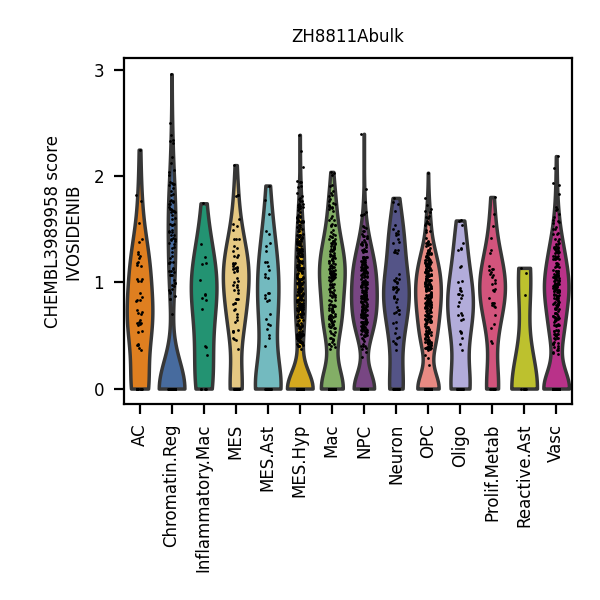 ZH8811Abulk
CHEMBL3989958 score
IVOSIDENIB
3
2
1
0
AC
Chromatin.Reg
Inflammatory.Mac
MES
MES.Ast
MES.Hyp
Mac
NPC
Neuron
OPC
Oligo
Prolif.Metab
Reactive.Ast
Vasc